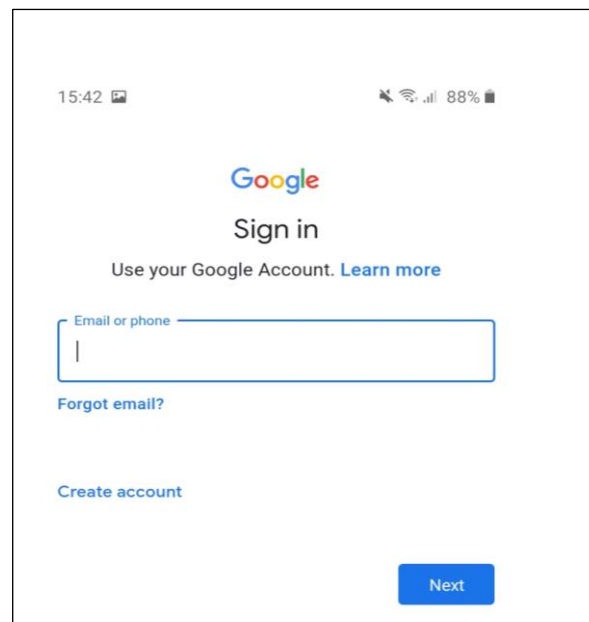 15:42 88%
Google
Sign in
Use your Google Account. Learn more
Email or phone
Forgot email?
Create account
Next